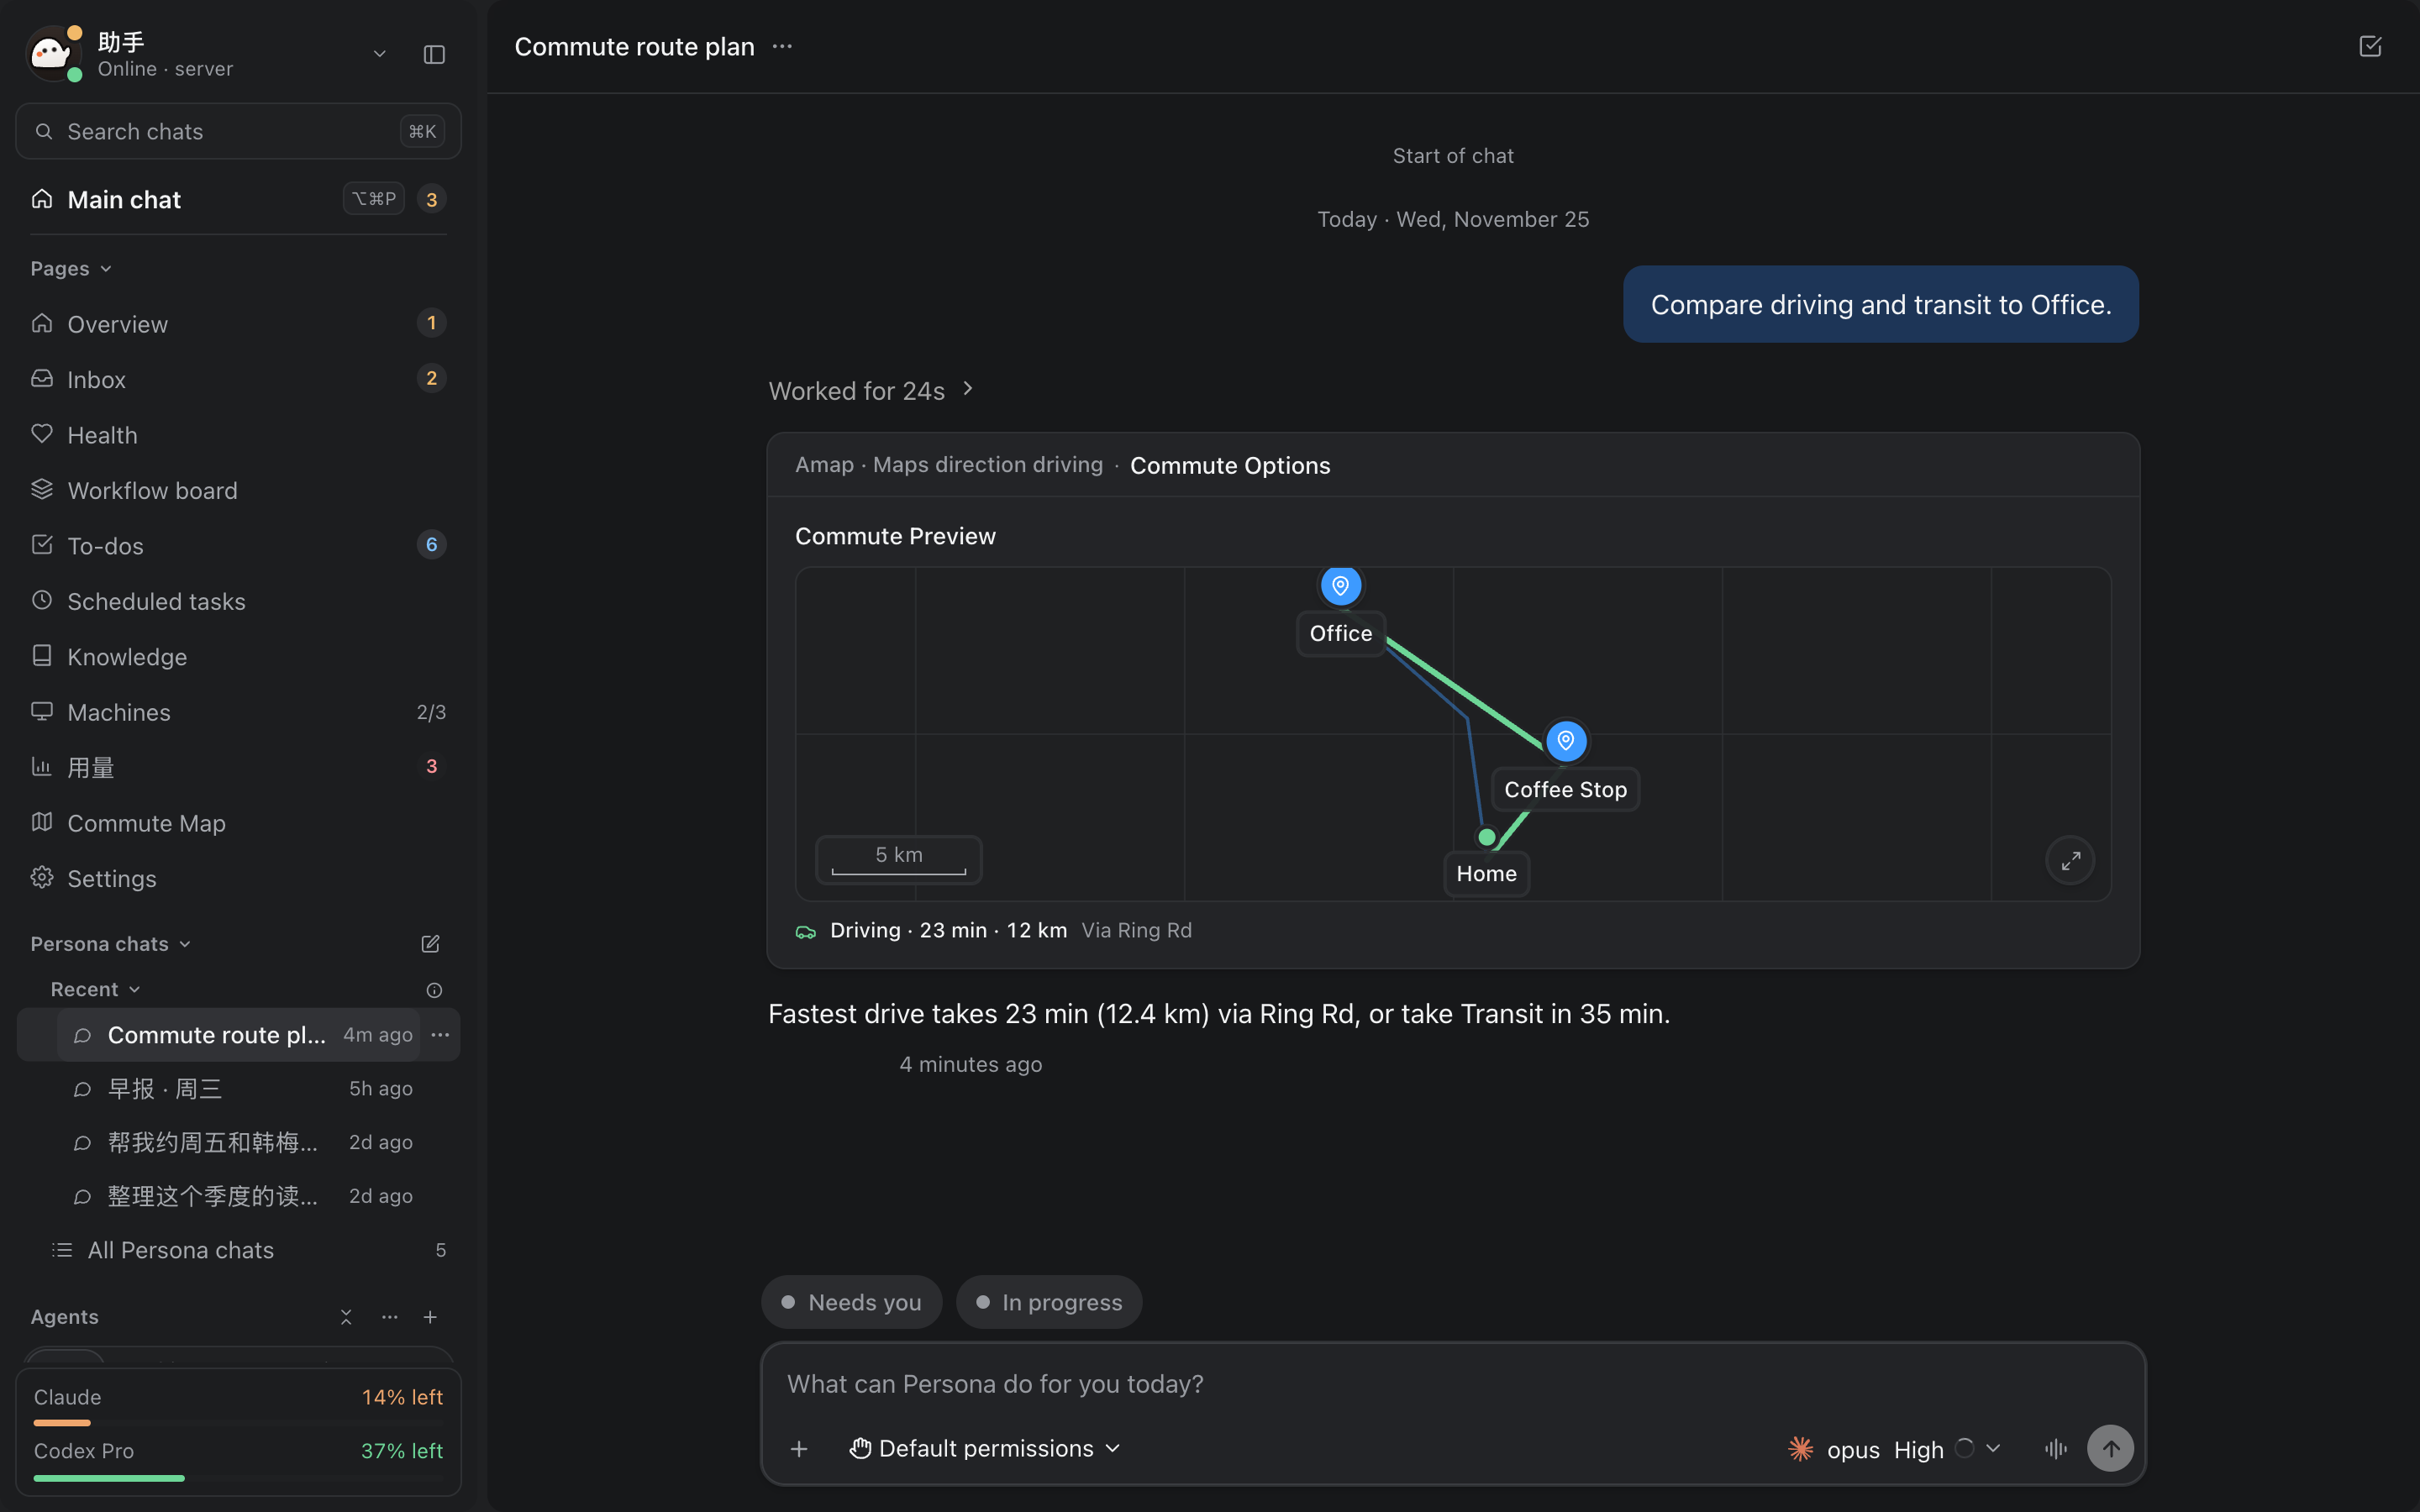 助手
Online · server
Search chats ⌘K
Main chat ⌥⌘P 3
Pages
Overview 1
Inbox 2
Health
Workflow board
To-dos 6
Scheduled tasks
Knowledge
Machines 2/3
用量 3
Commute Map
Settings
Persona chats
Recent
Commute route pl... 4m ago
早报 · 周三 5h ago
帮我约周五和韩梅... 2d ago
整理这个季度的读... 2d ago
All Persona chats 5
Agents
Claude 14% left
Codex Pro 37% left
Commute route plan
Start of chat
Today · Wed, November 25
Compare driving and transit to Office.
Worked for 24s
Amap · Maps direction driving · Commute Options
Commute Preview
Office
Coffee Stop
Home
5 km
Driving · 23 min · 12 km Via Ring Rd
Fastest drive takes 23 min (12.4 km) via Ring Rd, or take Transit in 35 min.
4 minutes ago
Needs you
In progress
What can Persona do for you today?
Default permissions
opus High